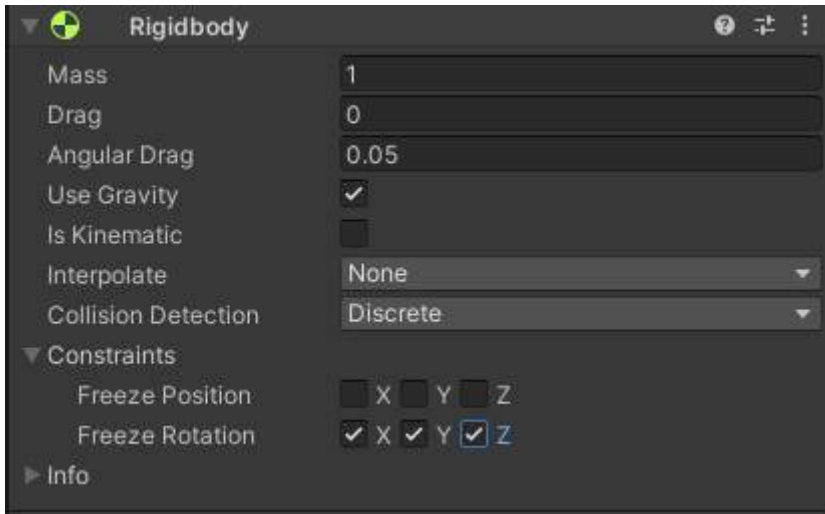 Rigidbody
Mass 1
Drag 0
Angular Drag 0.05
Use Gravity
Is Kinematic
Interpolate None
Collision Detection Discrete
Constraints
Freeze Position X Y Z
Freeze Rotation X Y Z
Info